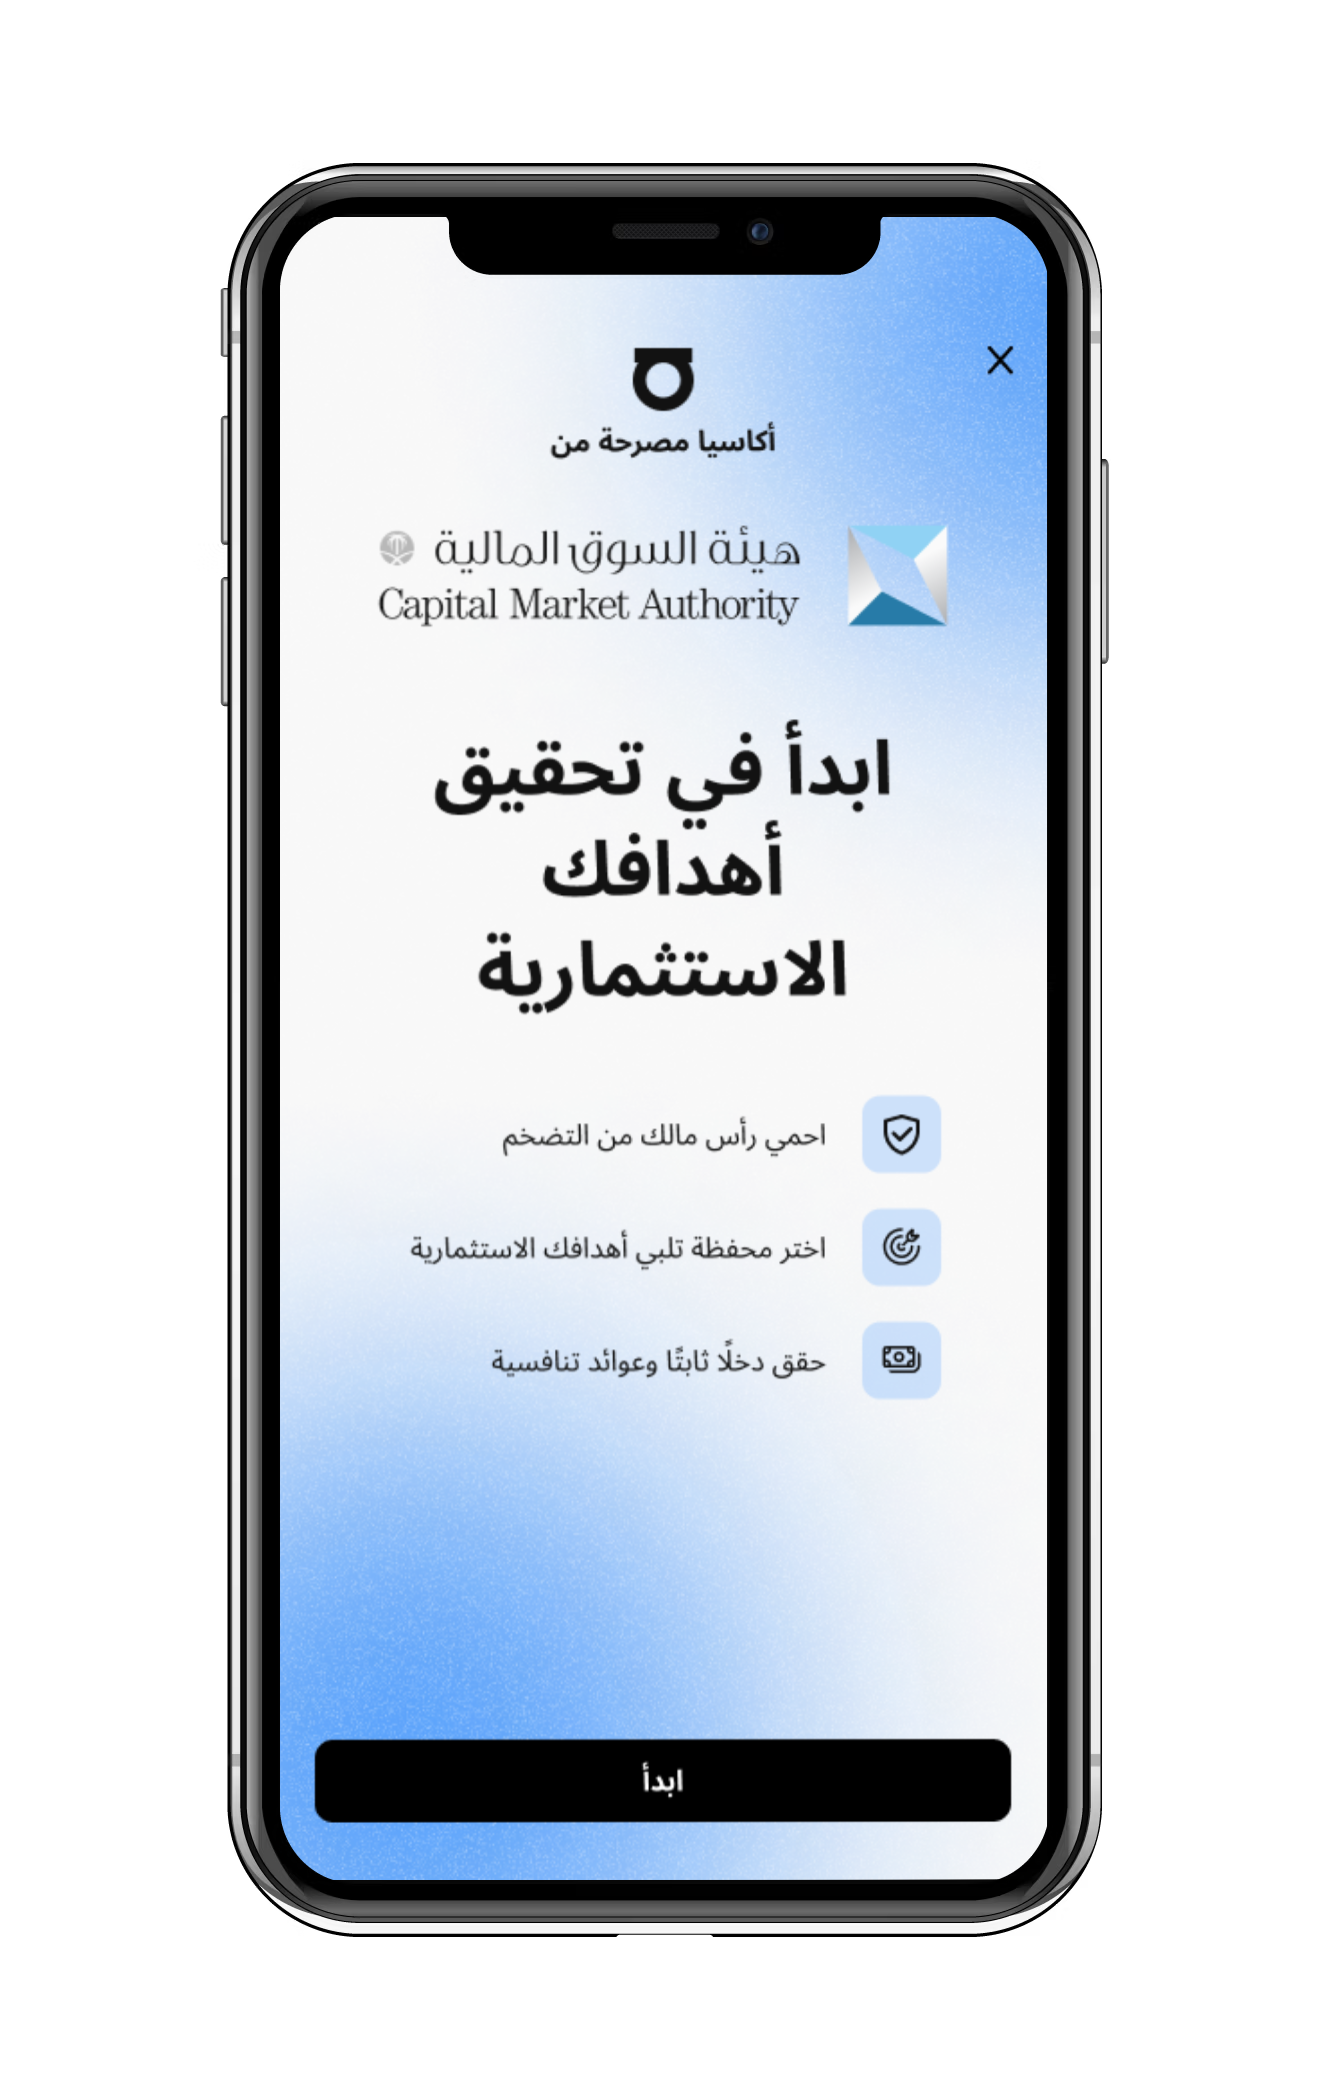 أكاسيا مصرحة من
هيئة السوق المالية
Capital Market Authority
ابدأ في تحقيق
أهدافك
الاستثمارية
احمي رأس مالك من التضخم
اختر محفظة تلبي أهدافك الاستثمارية
حقق دخلًا ثابتًا وعوائد تنافسية
ابدأ